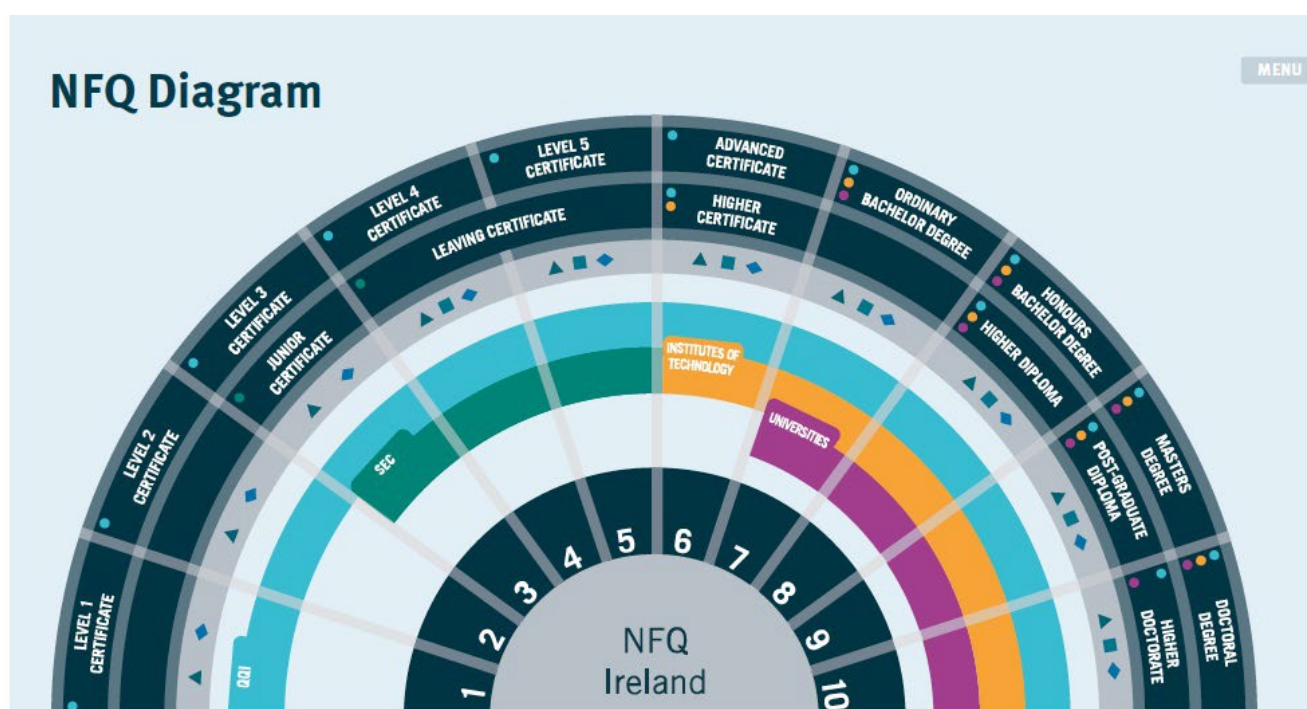 NFQ Diagram
MENU
LEVEL 1
CERTIFICATE
LEVEL 2
CERTIFICATE
LEVEL 3
CERTIFICATE
JUNIOR
CERTIFICATE
LEVEL 4
CERTIFICATE
LEVEL 5
CERTIFICATE
LEAVING CERTIFICATE
ADVANCED
CERTIFICATE
HIGHER
CERTIFICATE
ORDINARY
BACHELOR DEGREE
HONOURS
BACHELOR DEGREE
HIGHER DIPLOMA
MASTERS
DEGREE
POST-GRADUATE
DIPLOMA
DOCTORAL
DEGREE
HIGHER
DOCTORATE
QQI
SEC
INSTITUTES OF
TECHNOLOGY
UNIVERSITIES
1
2
3
4
5
6
7
8
9
10
NFQ
Ireland